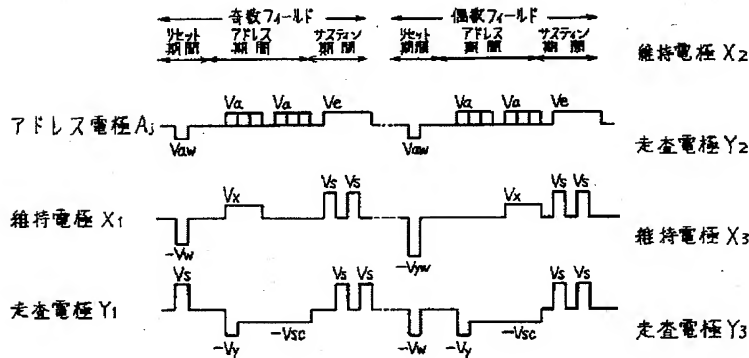 奇数フィールド 偶数フィールド
リセット期間 アドレス期間 サスティン期間 リセット期間 アドレス期間 サスティン期間
維持電極 X2
アドレス電極 Aj Va Va Ve Va Va Ve
Vaw Vaw
走査電極 Y2
維持電極 X1 Vx Vs Vs Vx Vs Vs
-Vw -Vyw
維持電極 X3
走査電極 Y1 Vs Vs Vs Vs Vs
-Vy -Vsc -Vw -Vy -Vsc
走査電極 Y3